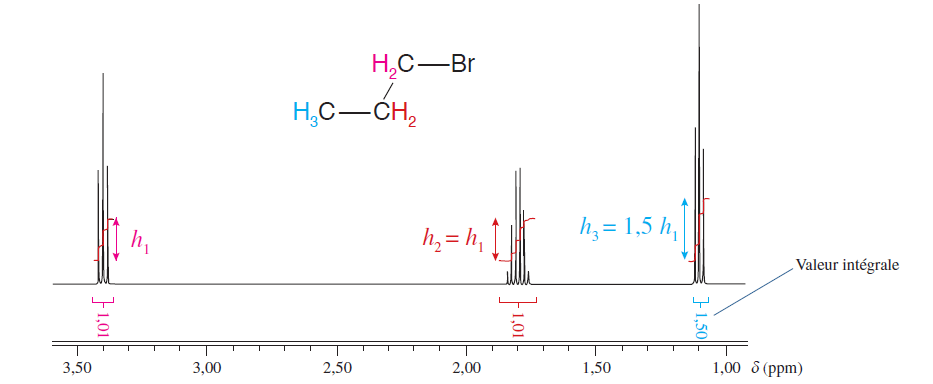 H₂C—Br
H₃C—CH₂
h₁
h₂ = h₁
h₃ = 1,5 h₁
Valeur intégrale
1,01
1,01
1,50
3,50 3,00 2,50 2,00 1,50 1,00 δ (ppm)